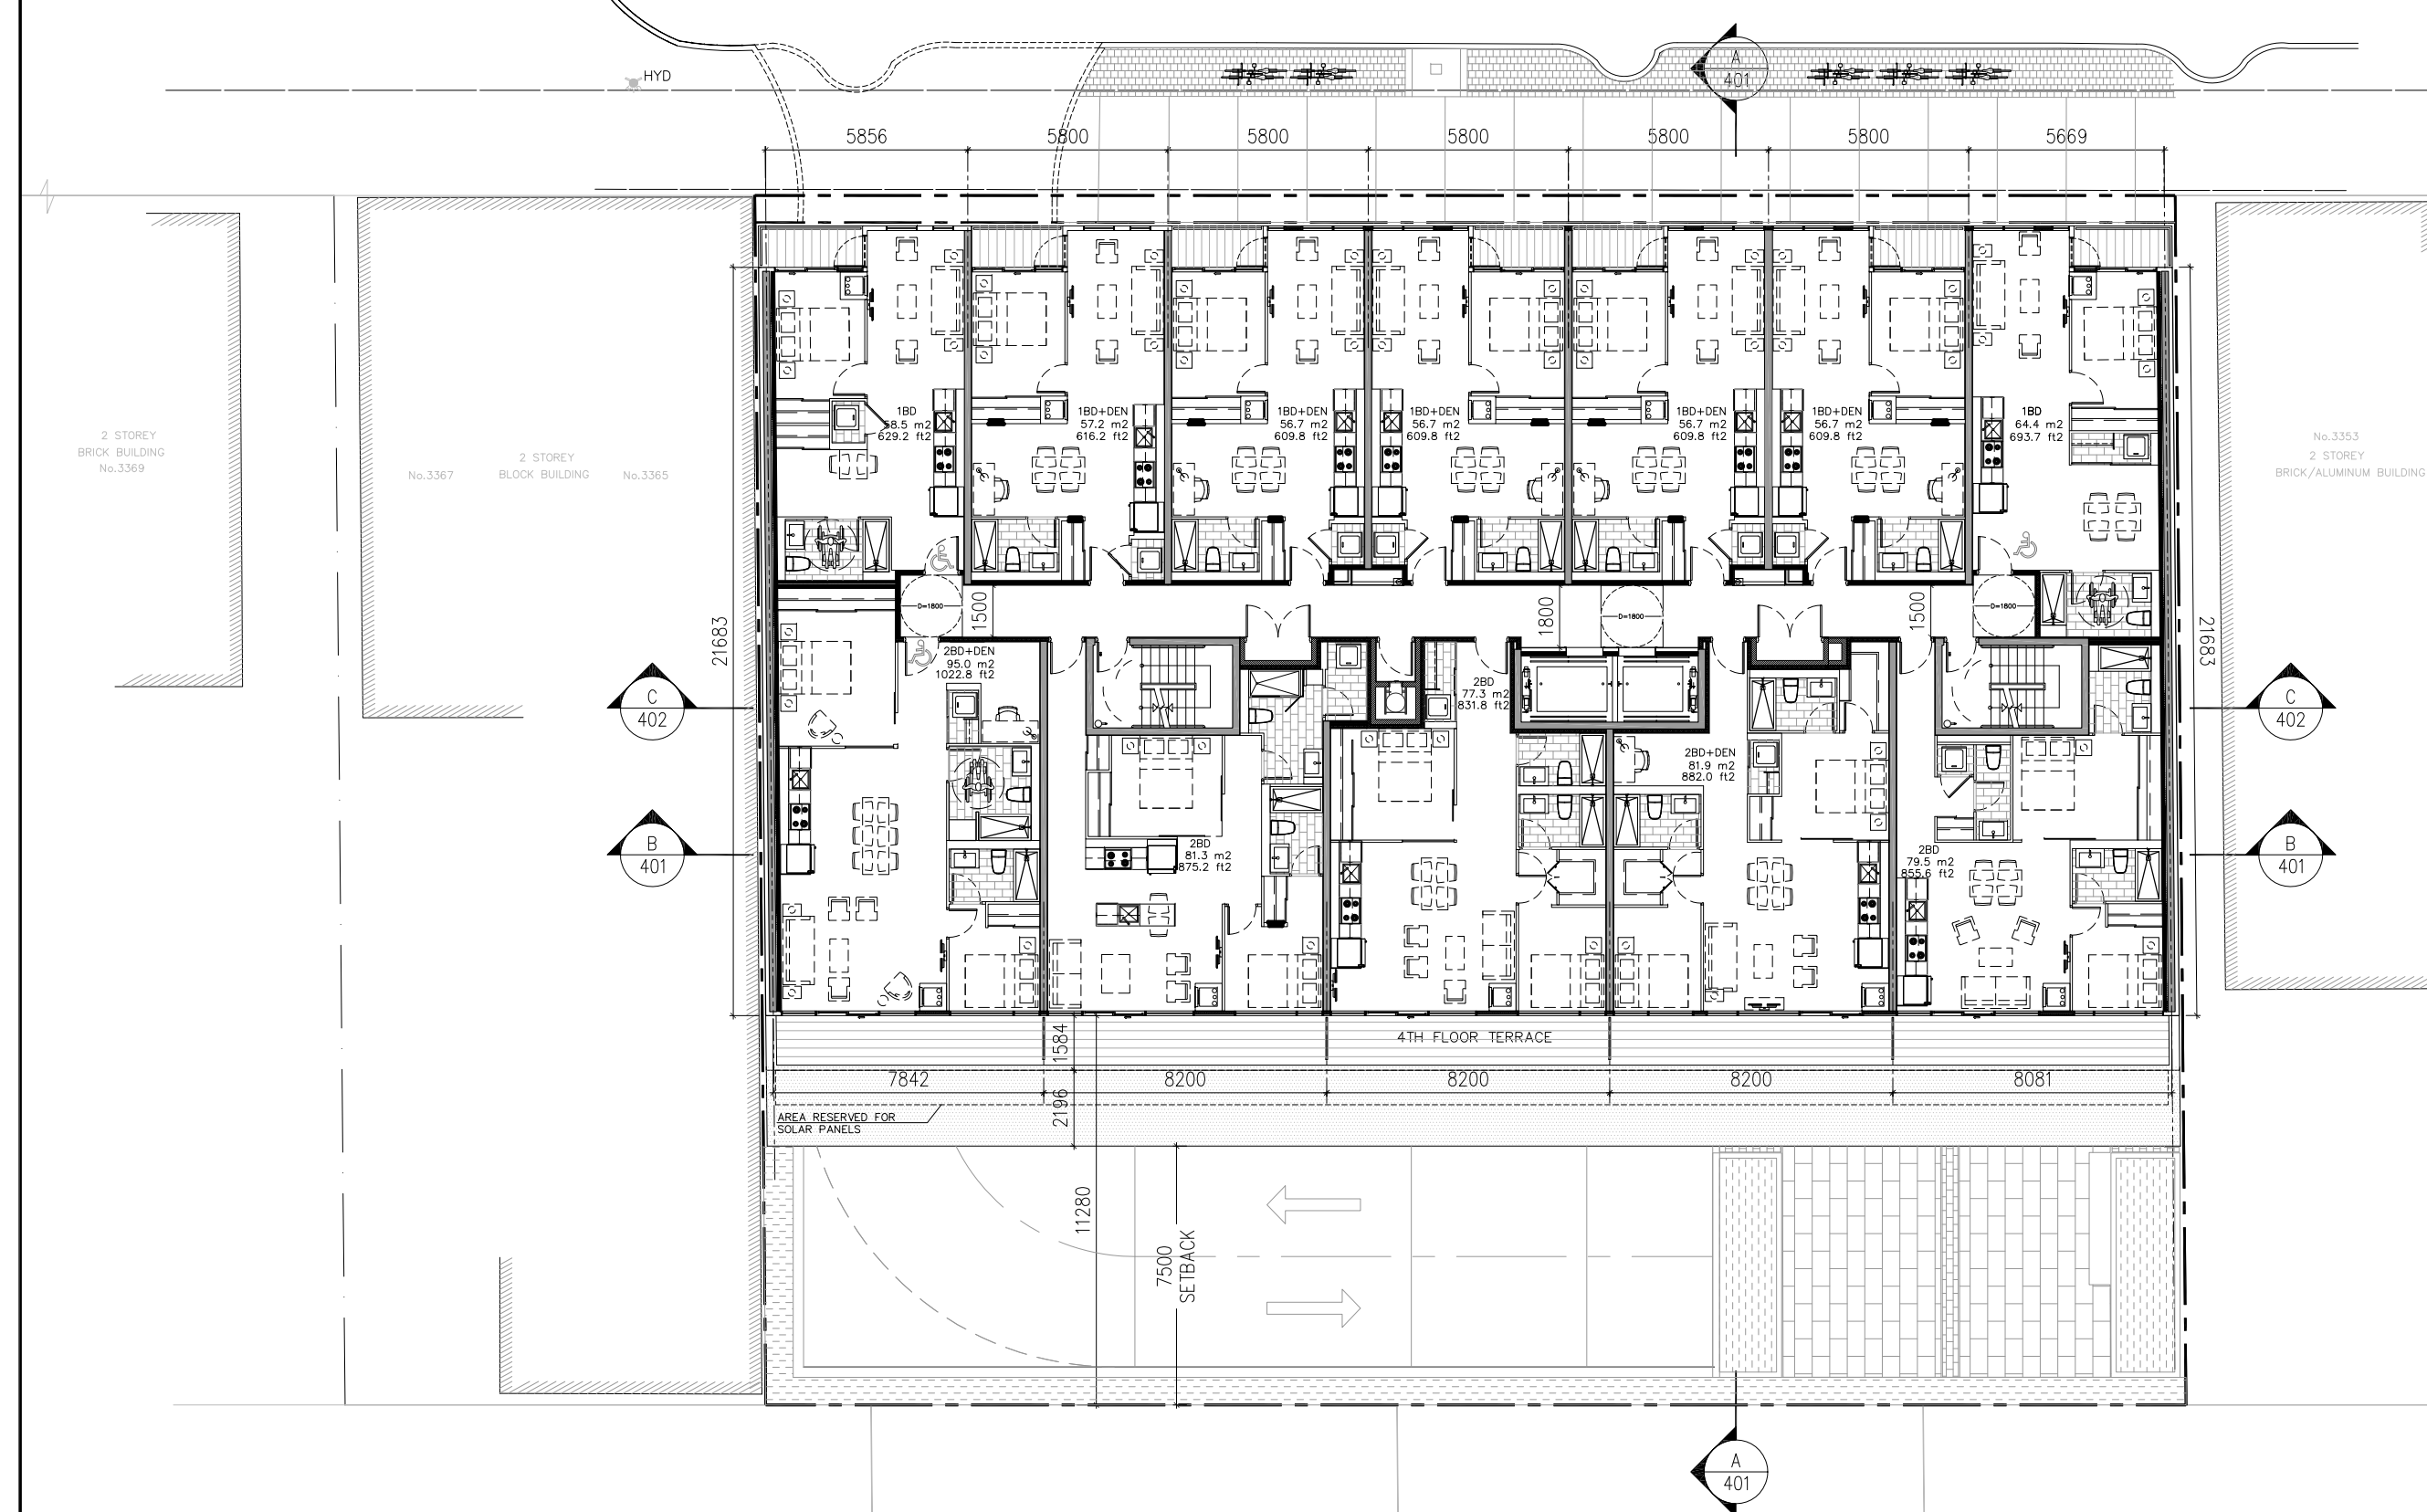 HYD
A
401
5856
5800
5800
5800
5800
5800
5669
2 STOREY
BRICK BUILDING
No.3369
No.3367
2 STOREY
BLOCK BUILDING
No.3365
1BD
58.5 m2
629.2 ft2
1BD+DEN
57.2 m2
616.2 ft2
1BD+DEN
56.7 m2
609.8 ft2
1BD+DEN
56.7 m2
609.8 ft2
1BD+DEN
56.7 m2
609.8 ft2
1BD+DEN
56.7 m2
609.8 ft2
1BD
64.4 m2
693.7 ft2
No.3353
2 STOREY
BRICK/ALUMINUM BUILDING
D=1800
1500
1800
D=1800
1500
D=1800
21683
21683
2BD+DEN
95.0 m2
1022.8 ft2
2BD
77.3 m2
831.8 ft2
C
402
C
402
2BD+DEN
81.9 m2
882.0 ft2
B
401
2BD
81.3 m2
875.2 ft2
2BD
79.5 m2
855.6 ft2
B
401
1584
4TH FLOOR TERRACE
7842
8200
8200
8200
8081
2196
AREA RESERVED FOR
SOLAR PANELS
11280
7500
SETBACK
A
401